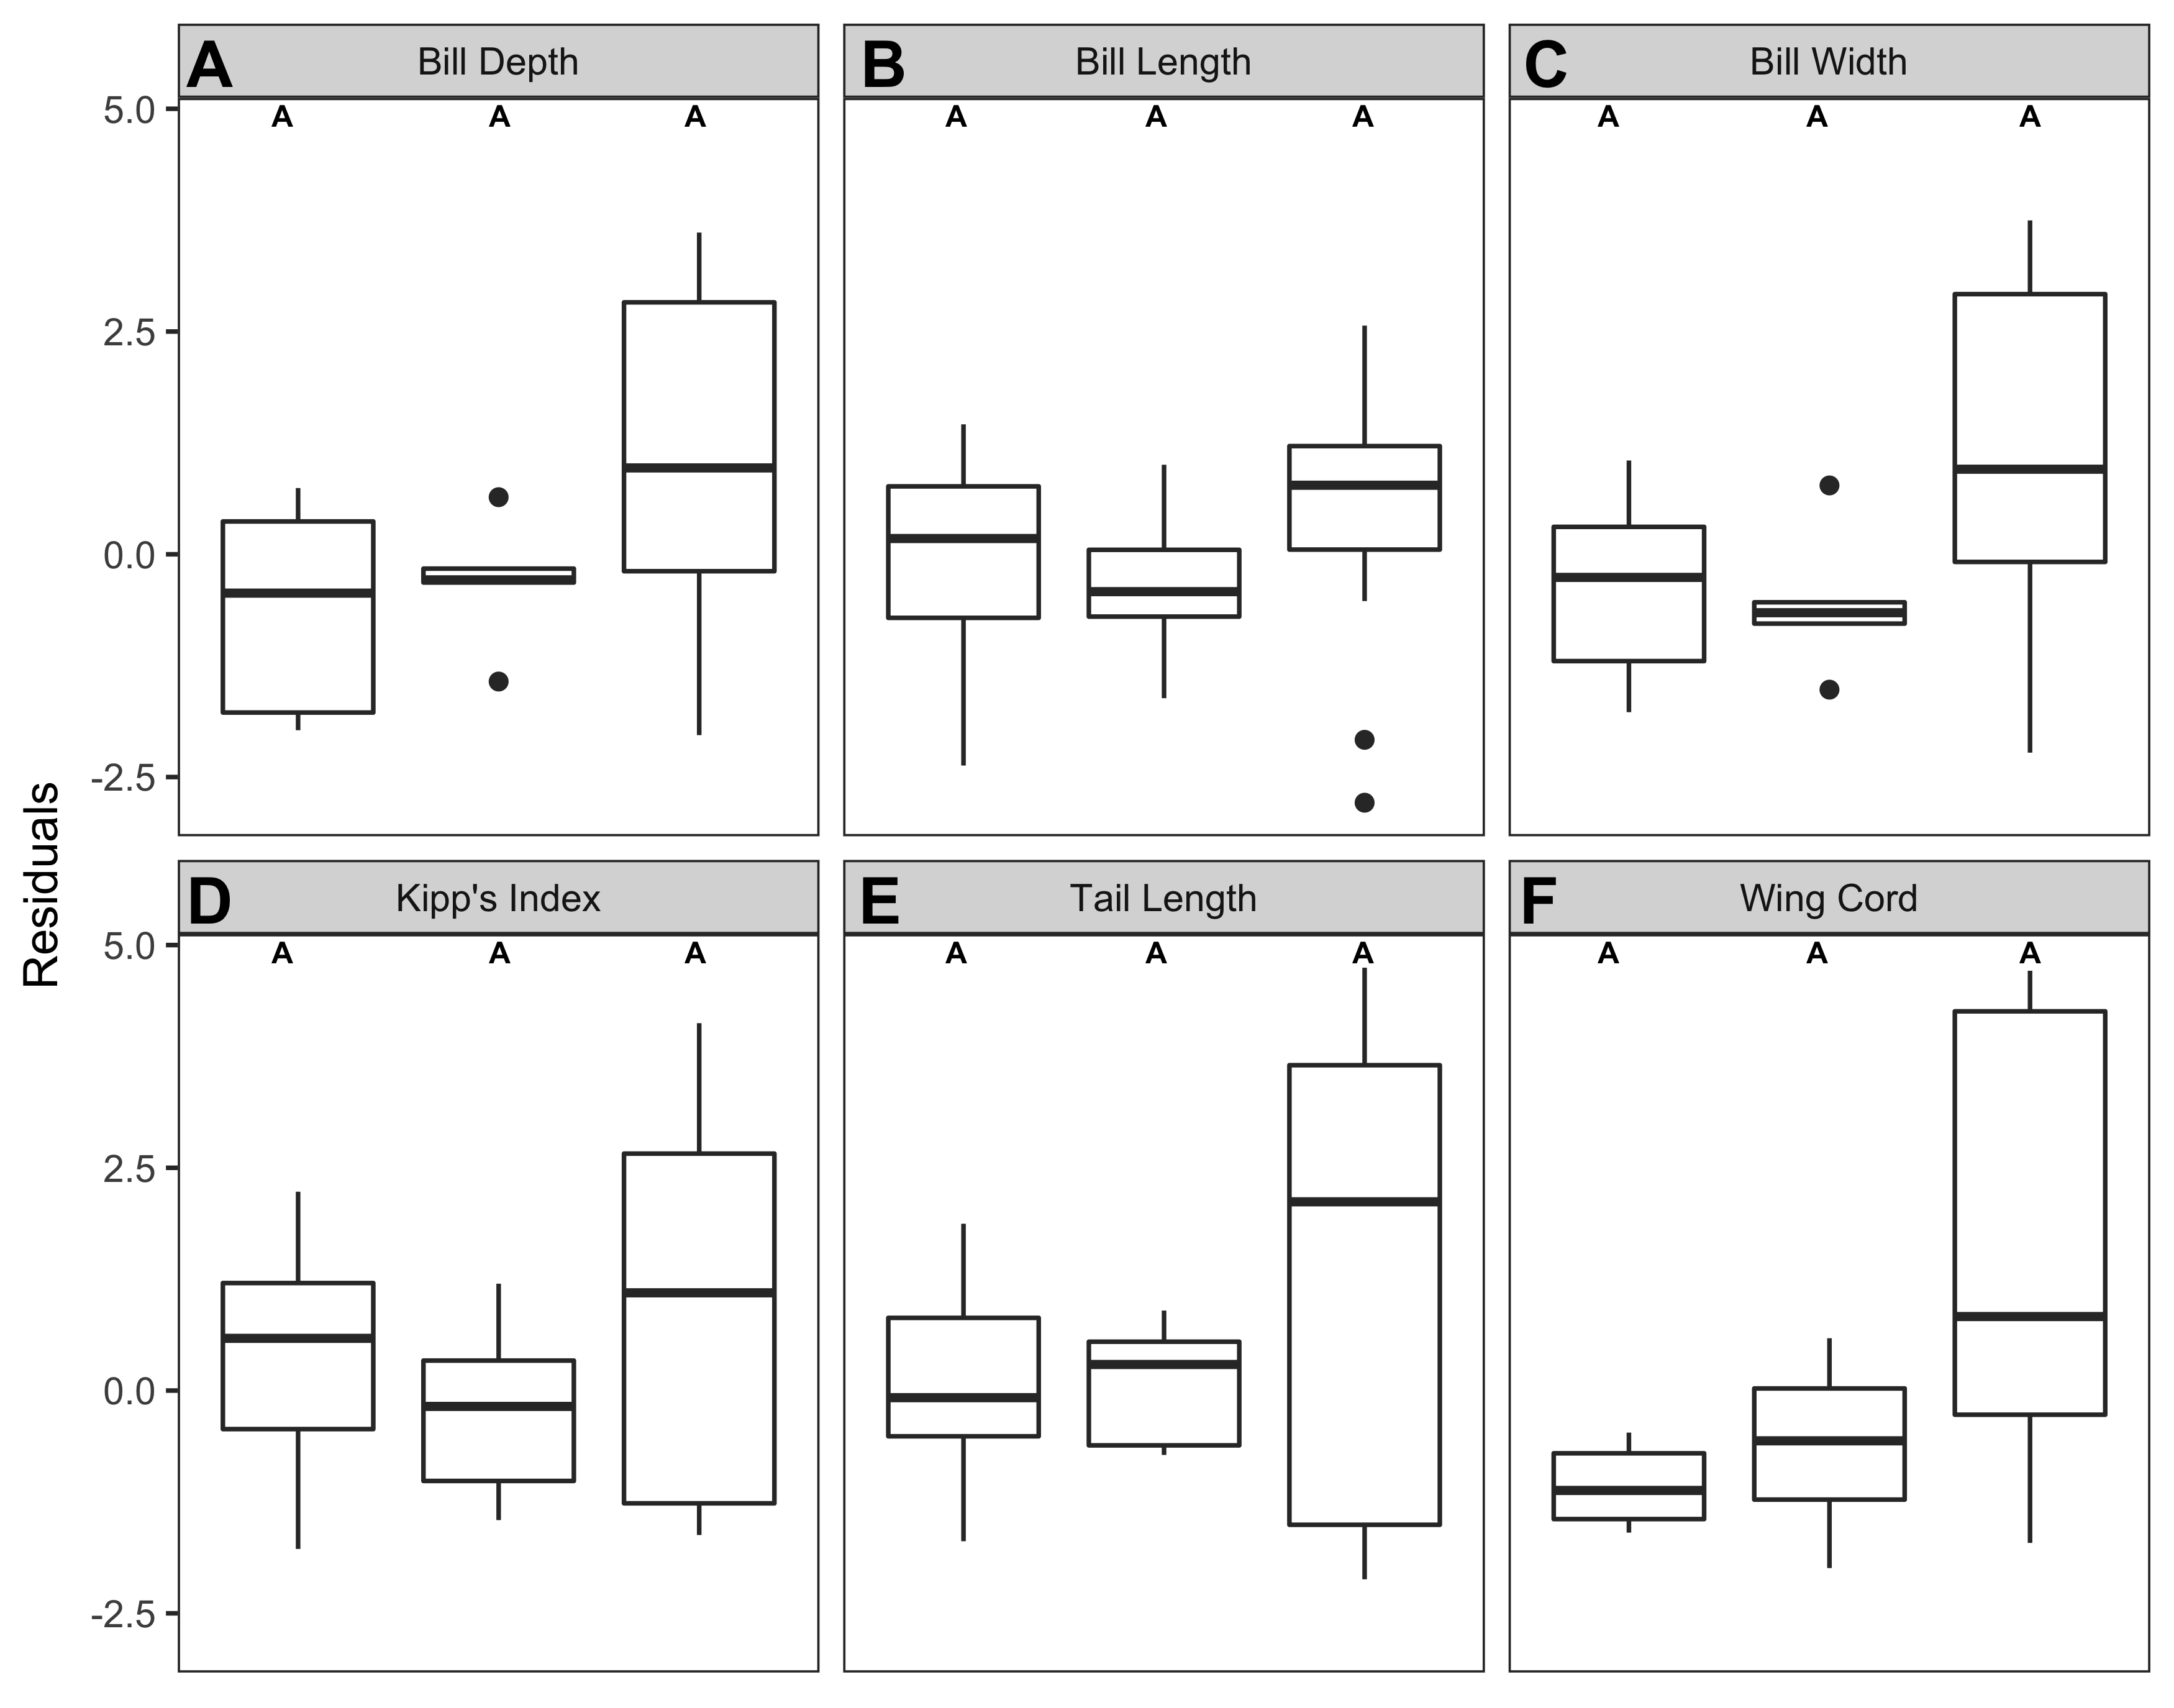 A Bill Depth
B Bill Length
C Bill Width
5.0
A A A
A A A
A A A
2.5
0.0
-2.5
Residuals
D Kipp's Index
E Tail Length
F Wing Cord
5.0
A A A
A A A
A A A
2.5
0.0
-2.5